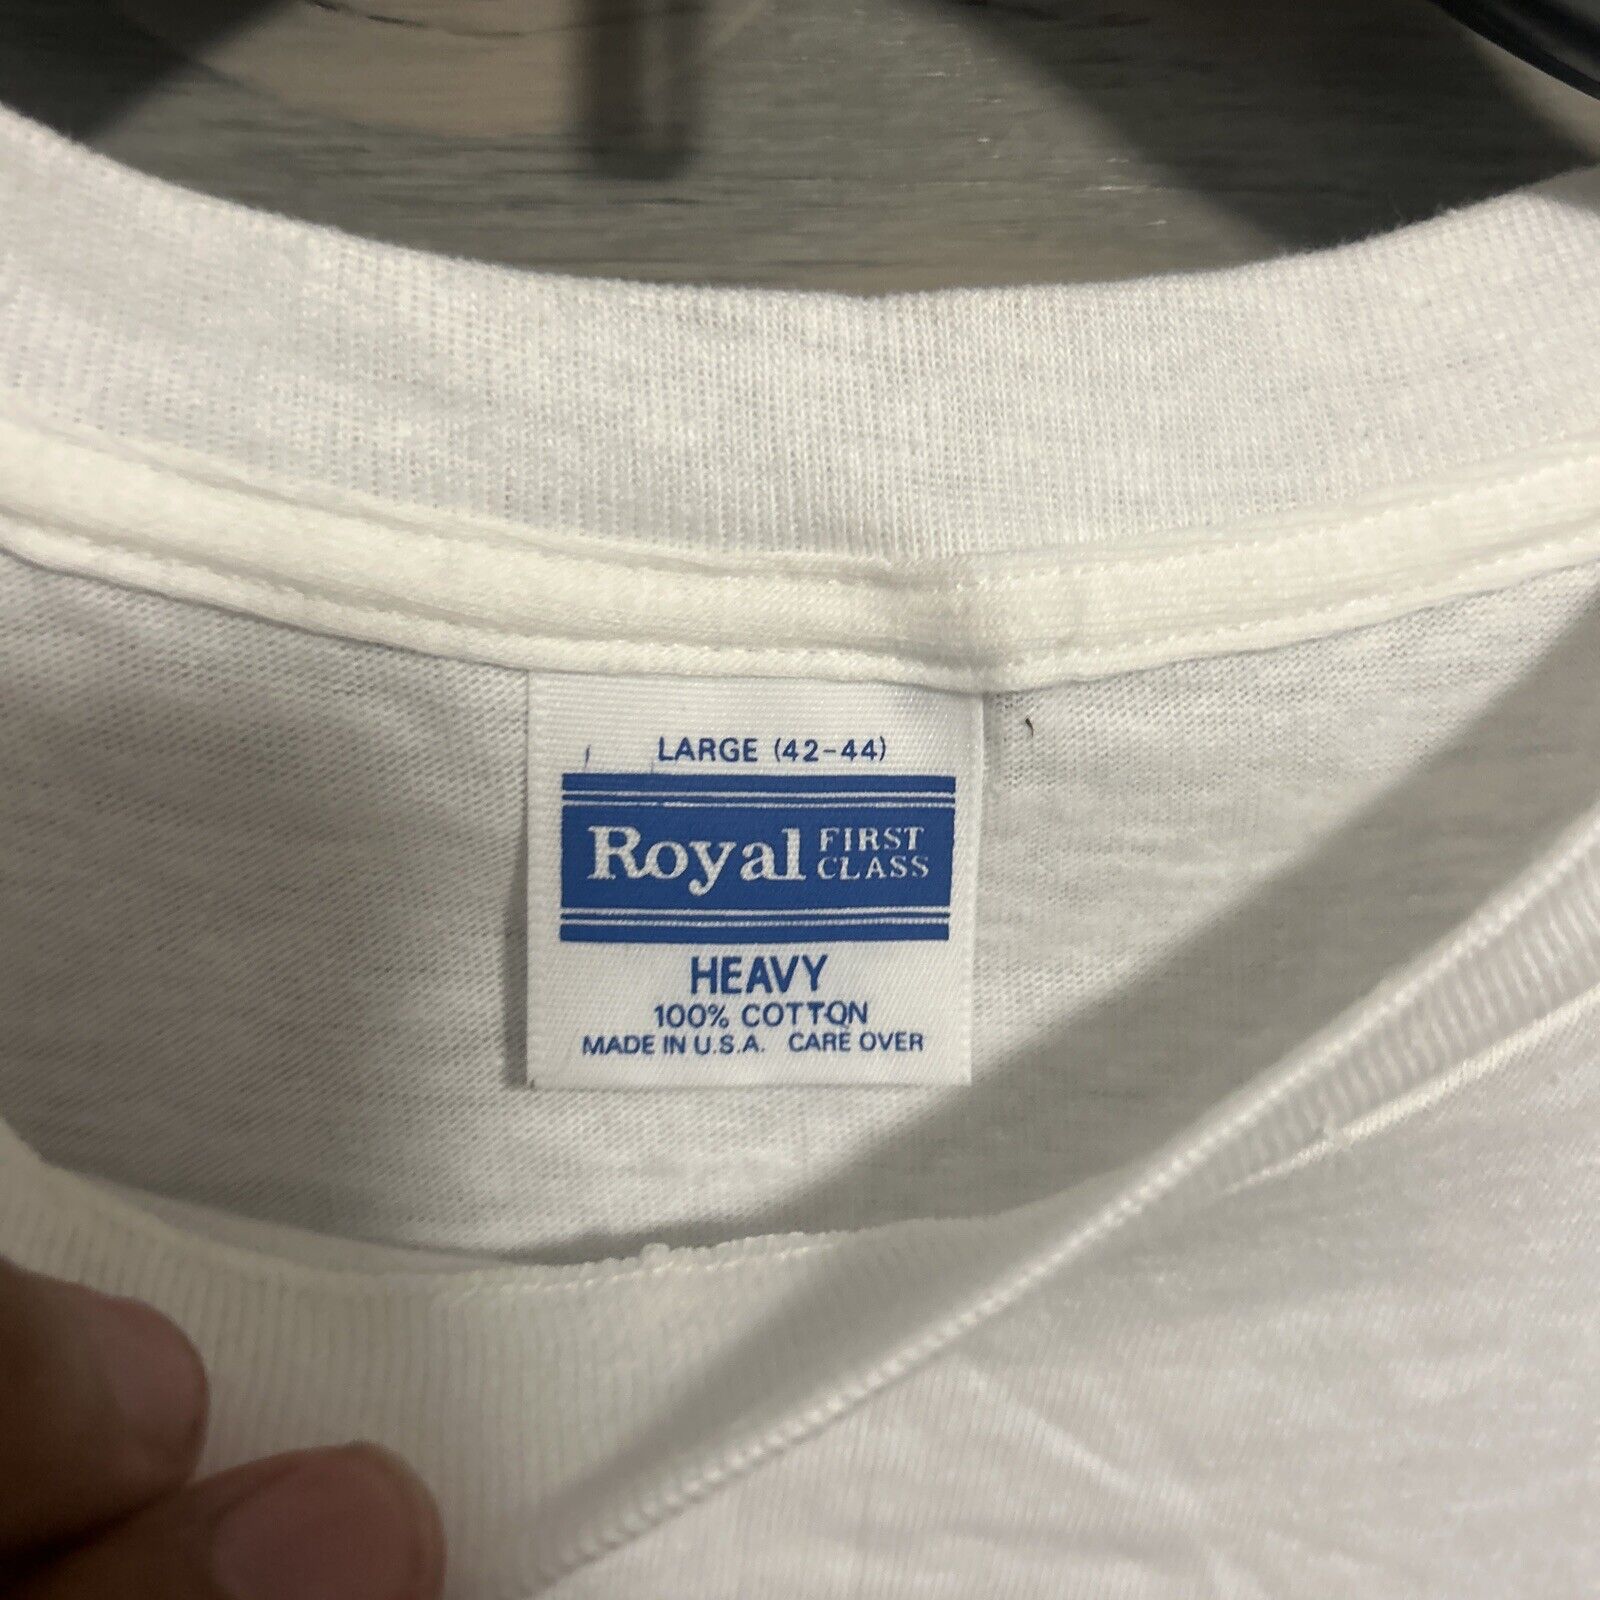 LARGE (42-44)
Royal FIRST CLASS
HEAVY
100% COTTON
MADE IN U.S.A. CARE OVER